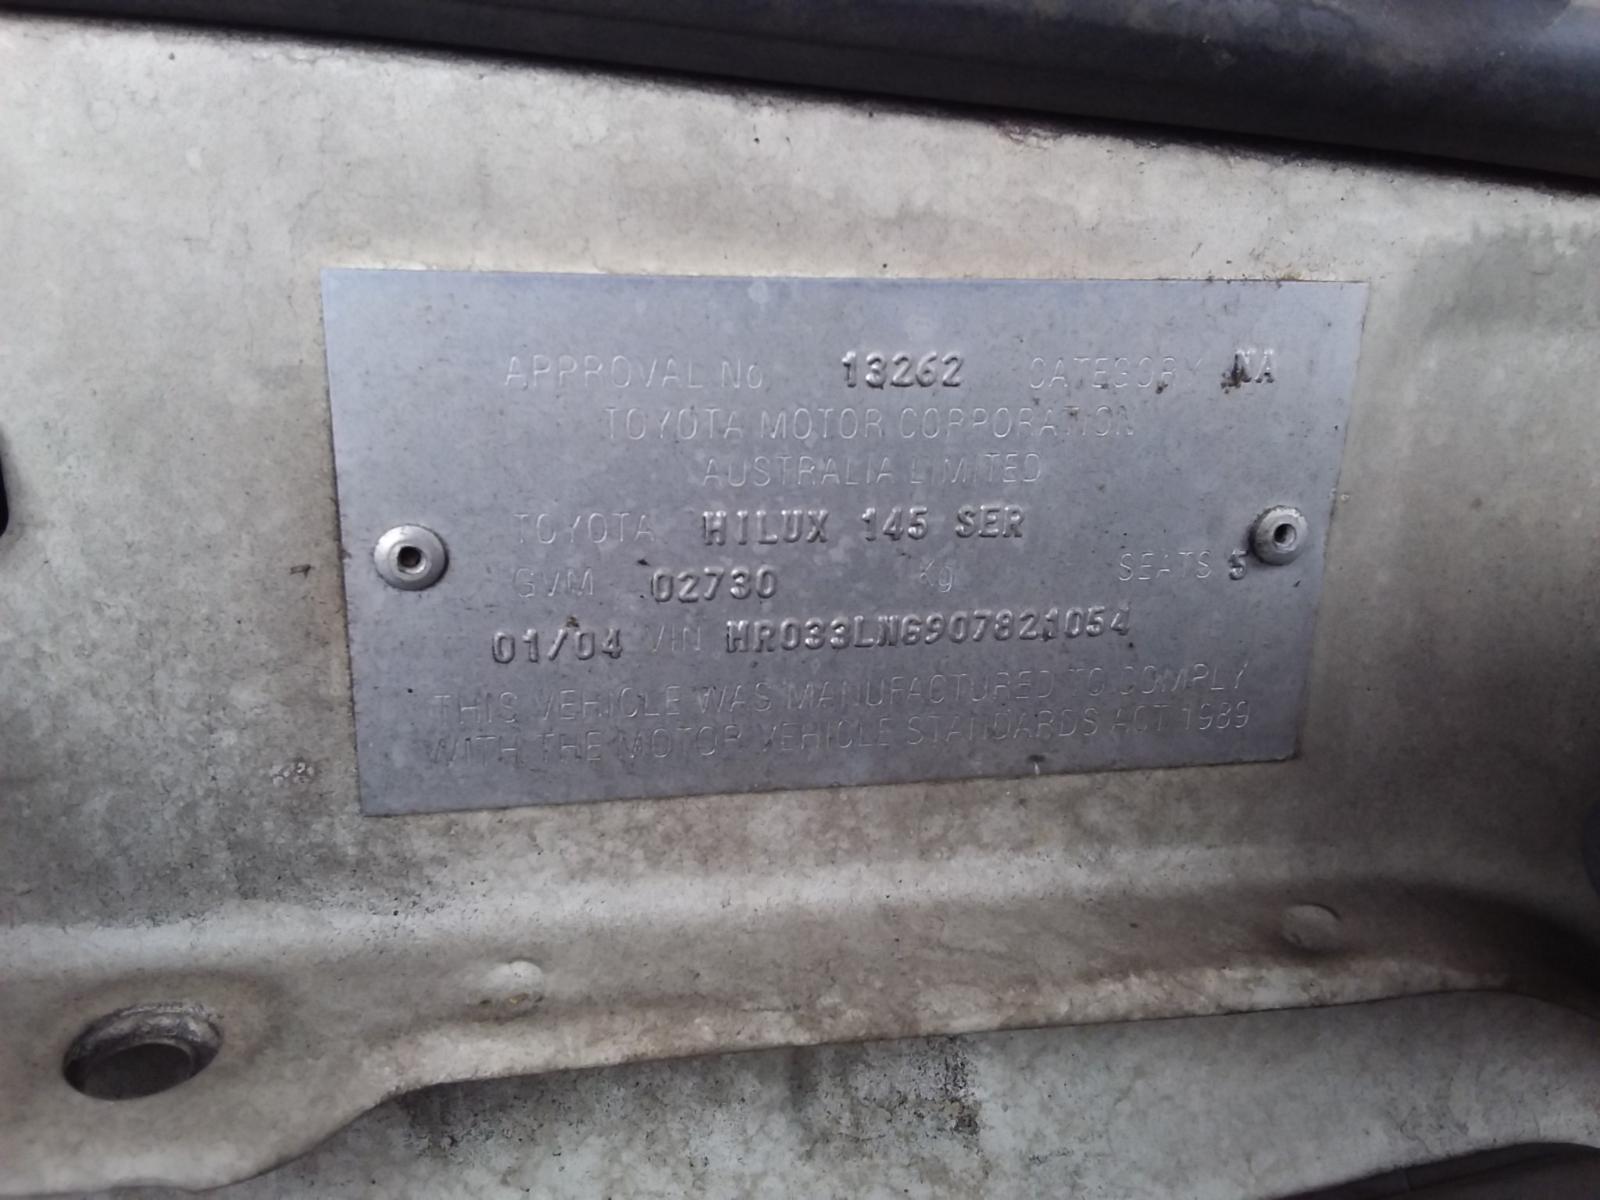 APPROVAL No. 13262 CATEGORY NA
TOYOTA MOTOR CORPORATION
AUSTRALIA LIMITED
TOYOTA HILUX 145 SER
GVM 02730 Kg SEATS 5
01/04 VIN MR033LNG907821054
THIS VEHICLE WAS MANUFACTURED TO COMPLY
WITH THE MOTOR VEHICLE STANDARDS ACT 1989